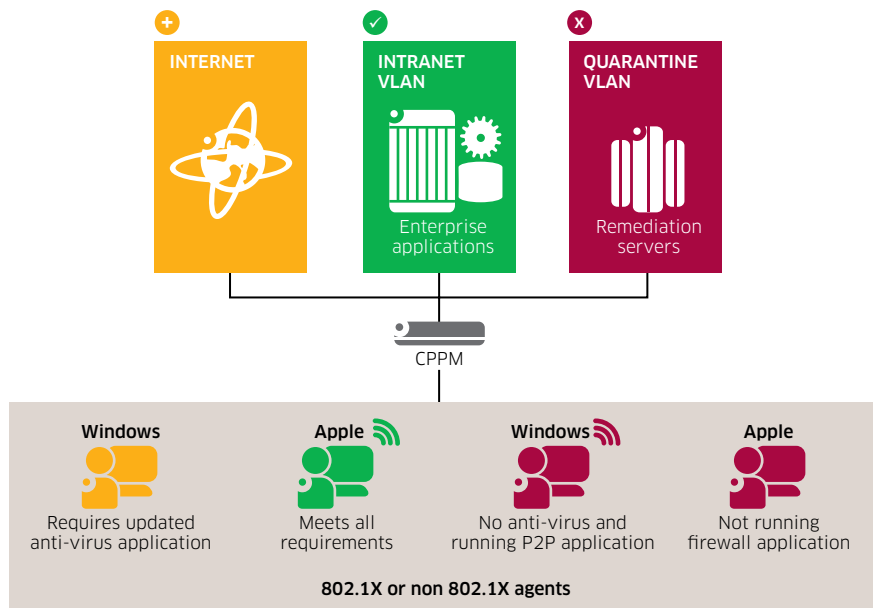 +
✓
X
INTERNET
INTRANET
VLAN
QUARANTINE
VLAN
Enterprise
applications
Remediation
servers
CPPM
Windows
Requires updated
anti-virus application
Apple
Meets all
requirements
Windows
No anti-virus and
running P2P application
Apple
Not running
firewall application
802.1X or non 802.1X agents